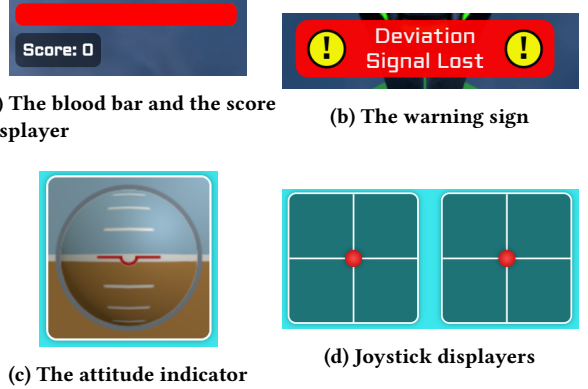 Score: 0
Deviation
Signal Lost
) The blood bar and the score
splayer
(b) The warning sign
(c) The attitude indicator
(d) Joystick displayers